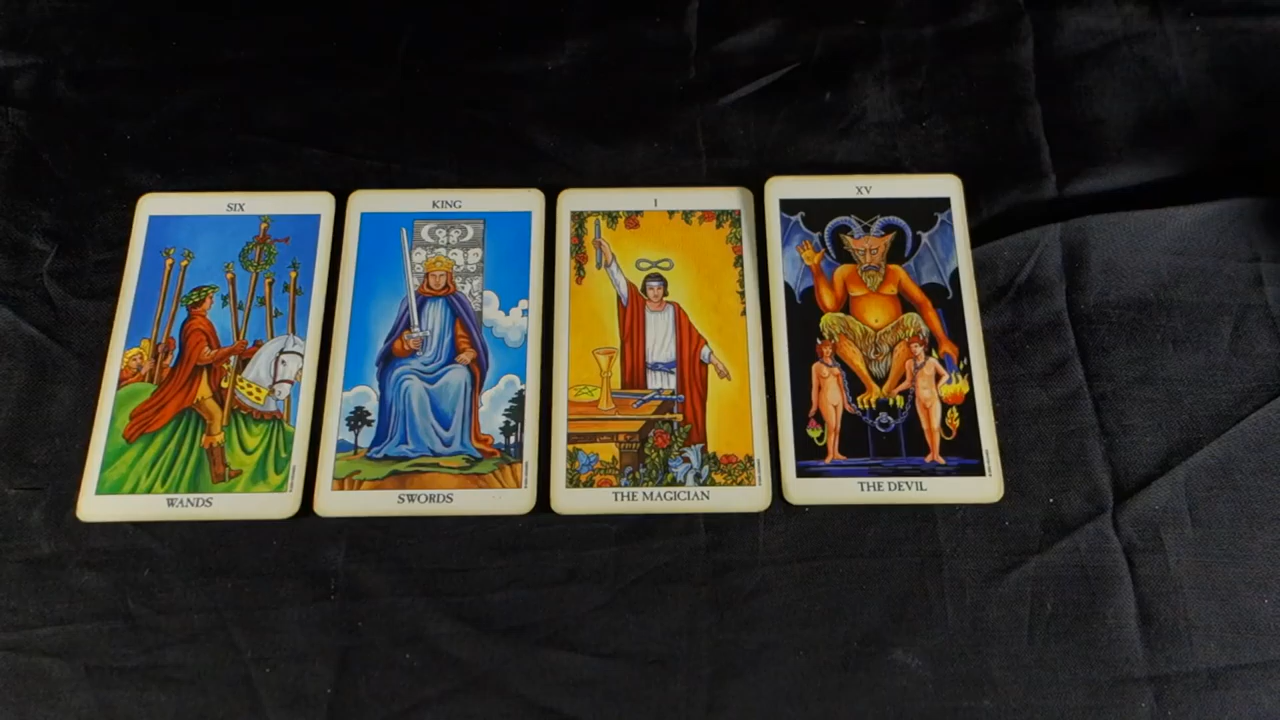 SIX
WANDS
KING
SWORDS
I
THE MAGICIAN
XV
THE DEVIL